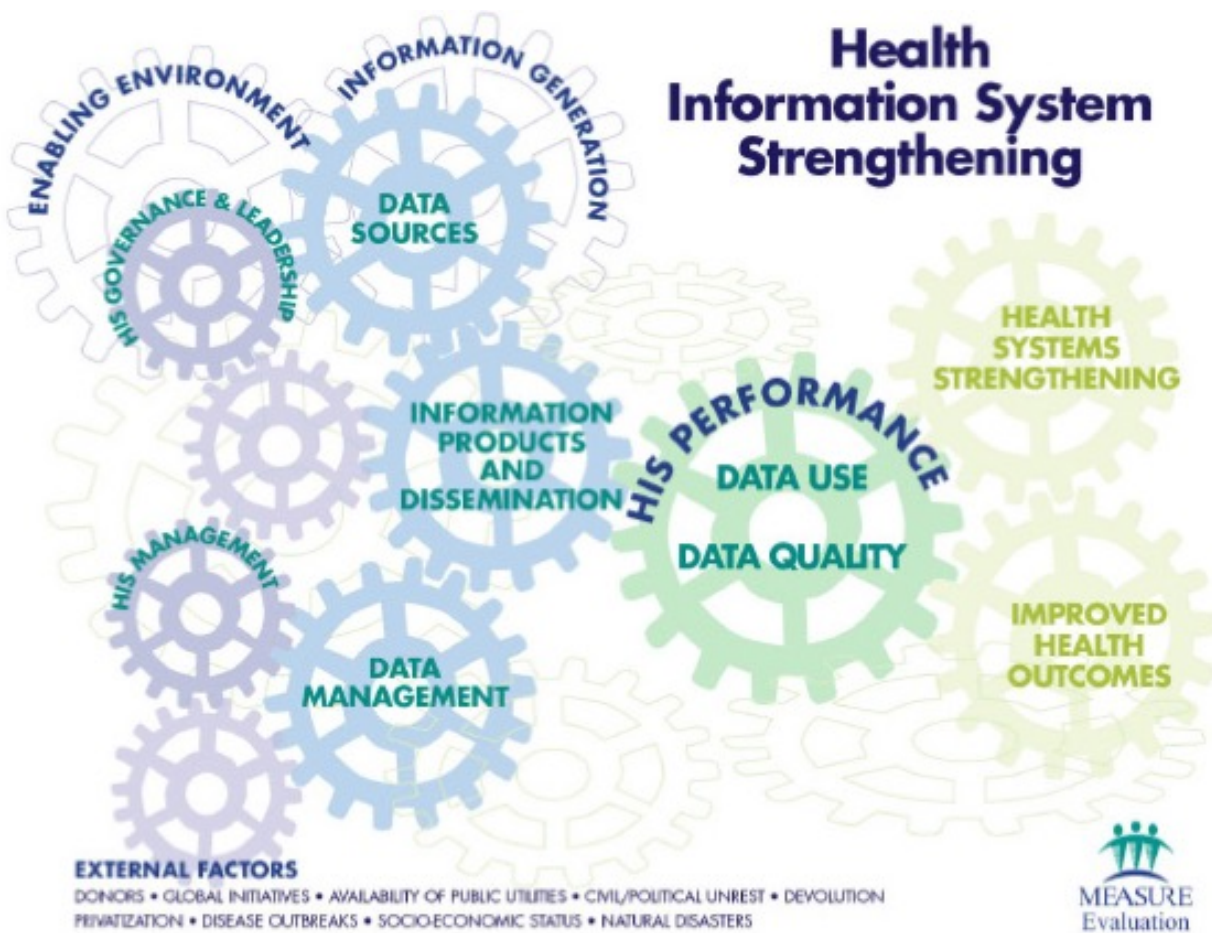 Health
Information System
Strengthening
ENABLING ENVIRONMENT
INFORMATION GENERATION
HIS GOVERNANCE & LEADERSHIP
DATA
SOURCES
INFORMATION
PRODUCTS
AND
DISSEMINATION
HIS MANAGEMENT
DATA
MANAGEMENT
HIS PERFORMANCE
DATA USE
DATA QUALITY
HEALTH
SYSTEMS
STRENGTHENING
IMPROVED
HEALTH
OUTCOMES
EXTERNAL FACTORS
DONORS • GLOBAL INITIATIVES • AVAILABILITY OF PUBLIC UTILITIES • CIVIL/POLITICAL UNREST • DEVOLUTION
PRIVATIZATION • DISEASE OUTBREAKS • SOCIO-ECONOMIC STATUS • NATURAL DISASTERS
MEASURE
Evaluation